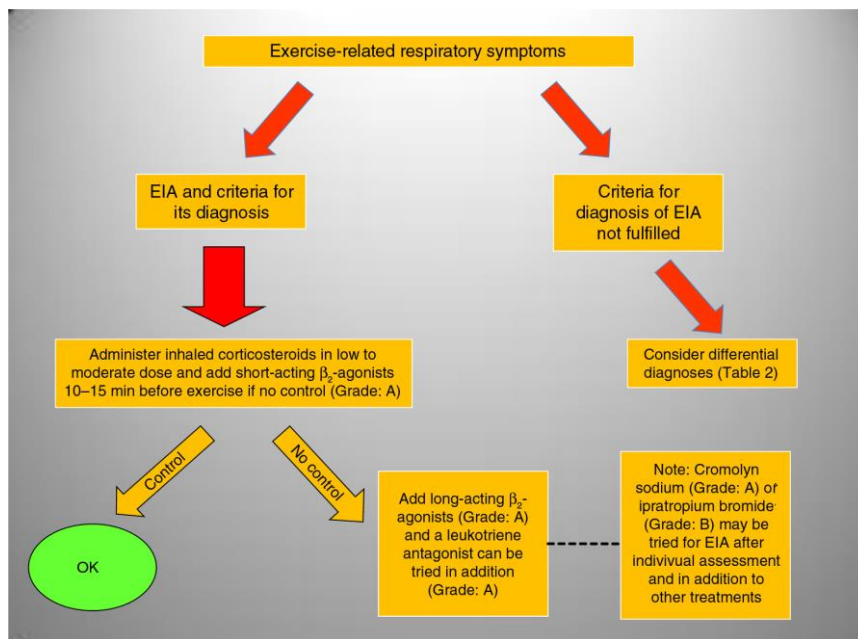 Exercise-related respiratory symptoms
EIA and criteria for
its diagnosis
Criteria for
diagnosis of EIA
not fulfilled
Administer inhaled corticosteroids in low to
moderate dose and add short-acting β₂-agonists
10–15 min before exercise if no control (Grade: A)
Consider differential
diagnoses (Table 2)
Control
No control
OK
Add long-acting β₂-
agonists (Grade: A)
and a leukotriene
antagonist can be
tried in addition
(Grade: A)
Note: Cromolyn
sodium (Grade: A) or
ipratropium bromide
(Grade: B) may be
tried for EIA after
indivivual assessment
and in addition to
other treatments